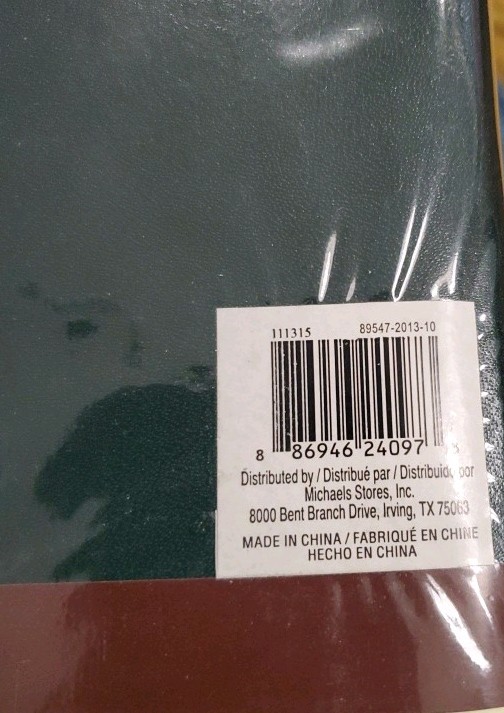 111315 89547-2013-10
8 86946 24097
Distributed by / Distribué par / Distribuido por
Michaels Stores, Inc.
8000 Bent Branch Drive, Irving, TX 75063
MADE IN CHINA / FABRIQUÉ EN CHINE
HECHO EN CHINA